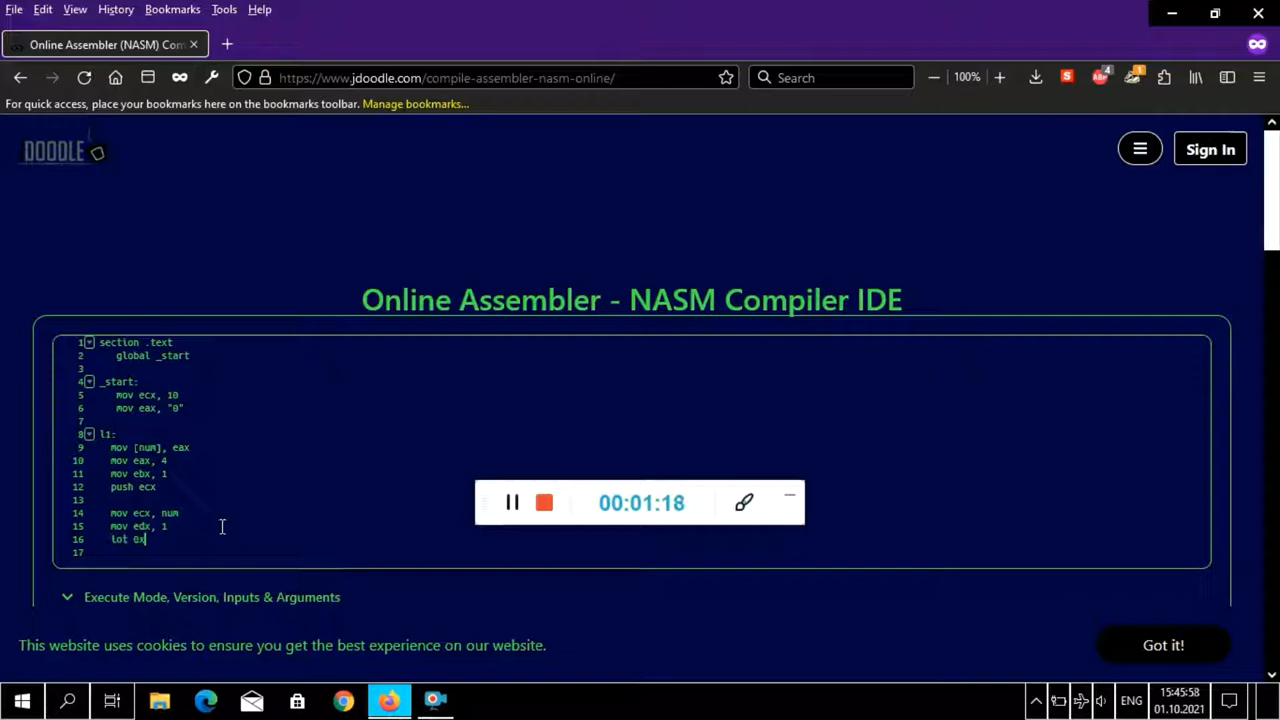 File Edit View History Bookmarks Tools Help
Online Assembler (NASM) Com
https://www.jdoodle.com/compile-assembler-nasm-online/
Search
100%
S
4
1
For quick access, place your bookmarks here on the bookmarks toolbar. Manage bookmarks...
DOODLE
Sign In
Online Assembler - NASM Compiler IDE
1 section .text
2 global _start
3
4 _start:
5 mov ecx, 10
6 mov eax, "0"
7
8 l1:
9 mov [num], eax
10 mov eax, 4
11 mov ebx, 1
12 push ecx
13
14 mov ecx, num
15 mov edx, 1
16 lot 0x
17
00:01:18
Execute Mode, Version, Inputs & Arguments
This website uses cookies to ensure you get the best experience on our website.
Got it!
ENG
15:45:58
01.10.2021